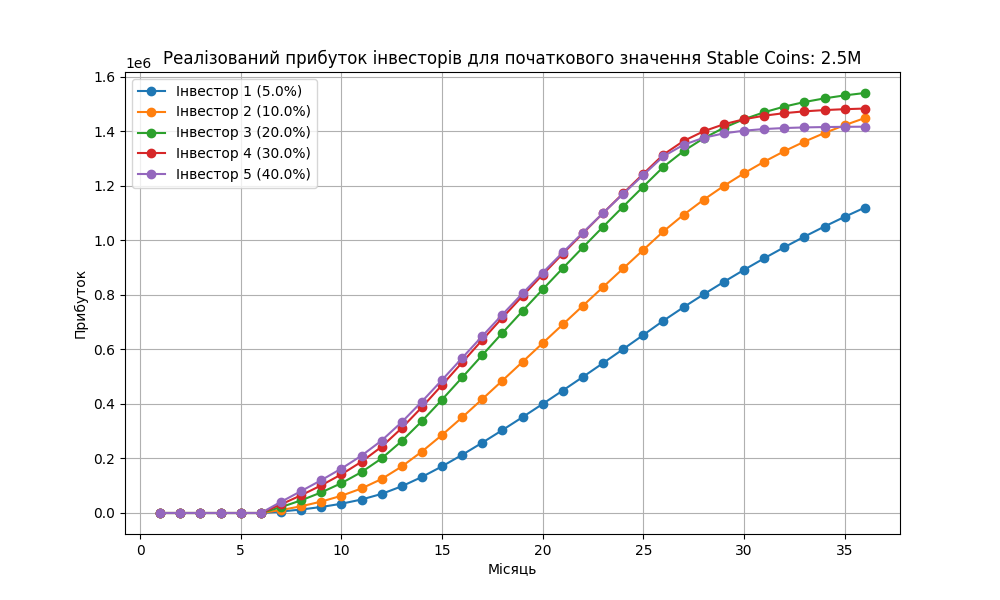 Реалізований прибуток інвесторів для початкового значення Stable Coins: 2.5M
1e6
1.6
1.4
1.2
1.0
0.8
0.6
0.4
0.2
0.0
Прибуток
Інвестор 1 (5.0%)
Інвестор 2 (10.0%)
Інвестор 3 (20.0%)
Інвестор 4 (30.0%)
Інвестор 5 (40.0%)
0 5 10 15 20 25 30 35
Місяць